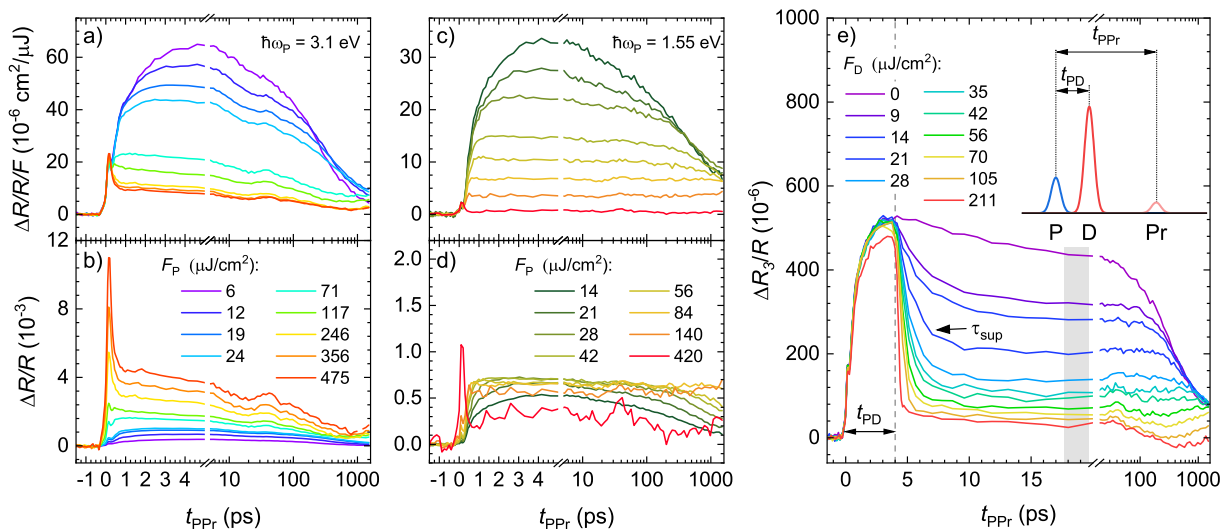 a)
ħω_P = 3.1 eV
ΔR/R/F (10⁻⁶ cm²/μJ)
60
40
20
0
b)
F_P (μJ/cm²):
6
12
19
24
71
117
246
356
475
ΔR/R (10⁻³)
12
8
4
0
-1 0 1 2 3 4 10 100 1000
t_PPr (ps)
c)
ħω_P = 1.55 eV
30
20
10
0
d)
F_P (μJ/cm²):
14
21
28
42
56
84
140
420
2.0
1.5
1.0
0.5
0.0
-1 0 1 2 3 4 10 100 1000
t_PPr (ps)
e)
F_D (μJ/cm²):
0
9
14
21
28
35
42
56
70
105
211
t_PPr
t_PD
P D Pr
τ_sup
t_PD
ΔR₃/R (10⁻⁶)
1000
800
600
400
200
0
0 5 10 15 100 1000
t_PPr (ps)